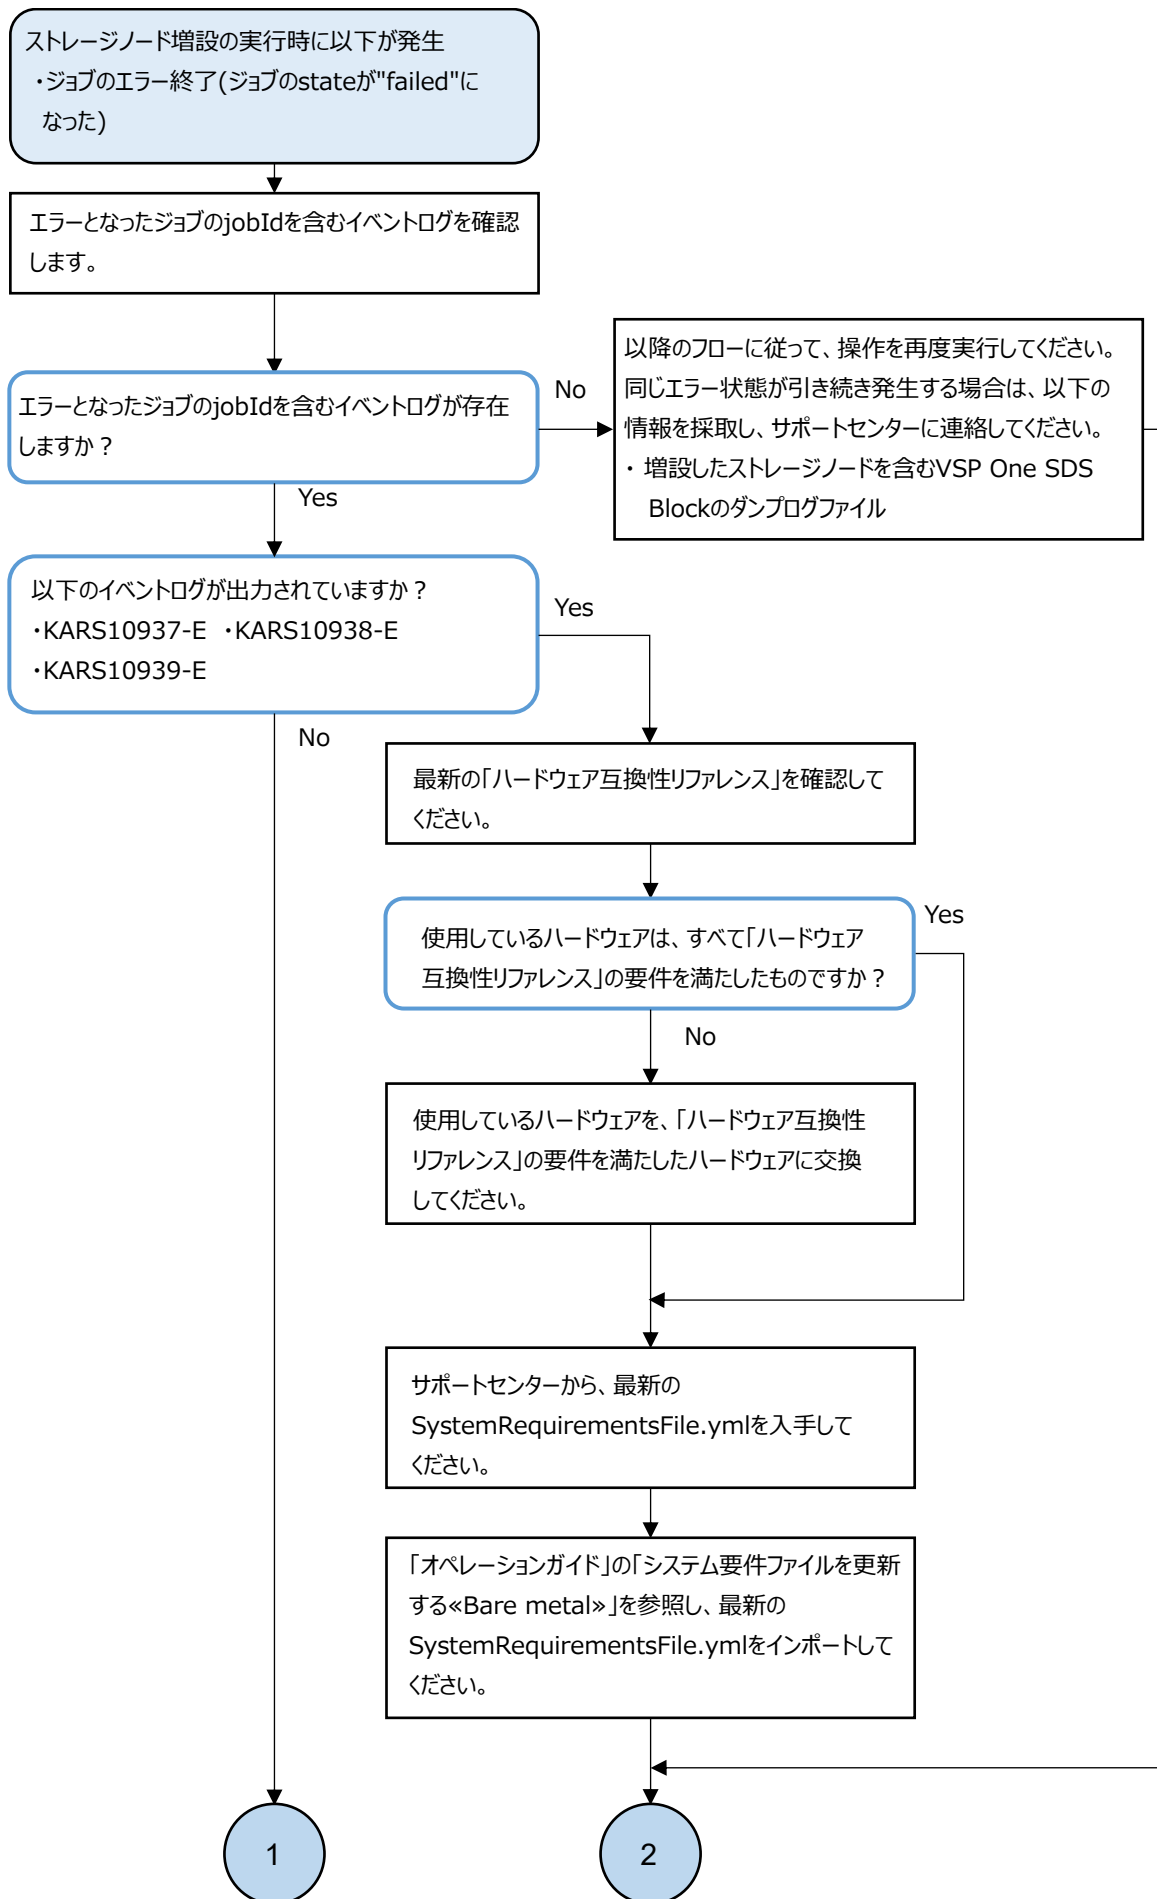 ストレージノード増設の実行時に以下が発生
・ジョブのエラー終了(ジョブのstateが"failed"に
なった)
エラーとなったジョブのjobIdを含むイベントログを確認
します。
エラーとなったジョブのjobIdを含むイベントログが存在
しますか？
No
以降のフローに従って、操作を再度実行してください。
同じエラー状態が引き続き発生する場合は、以下の
情報を採取し、サポートセンターに連絡してください。
・ 増設したストレージノードを含むVSP One SDS
Blockのダンプログファイル
Yes
以下のイベントログが出力されていますか？
・KARS10937-E ・KARS10938-E
・KARS10939-E
Yes
No
最新の「ハードウェア互換性リファレンス」を確認して
ください。
使用しているハードウェアは、すべて「ハードウェア
互換性リファレンス」の要件を満たしたものですか？
Yes
No
使用しているハードウェアを、「ハードウェア互換性
リファレンス」の要件を満たしたハードウェアに交換
してください。
サポートセンターから、最新の
SystemRequirementsFile.ymlを入手して
ください。
「オペレーションガイド」の「システム要件ファイルを更新
する«Bare metal»」を参照し、最新の
SystemRequirementsFile.ymlをインポートして
ください。
1
2